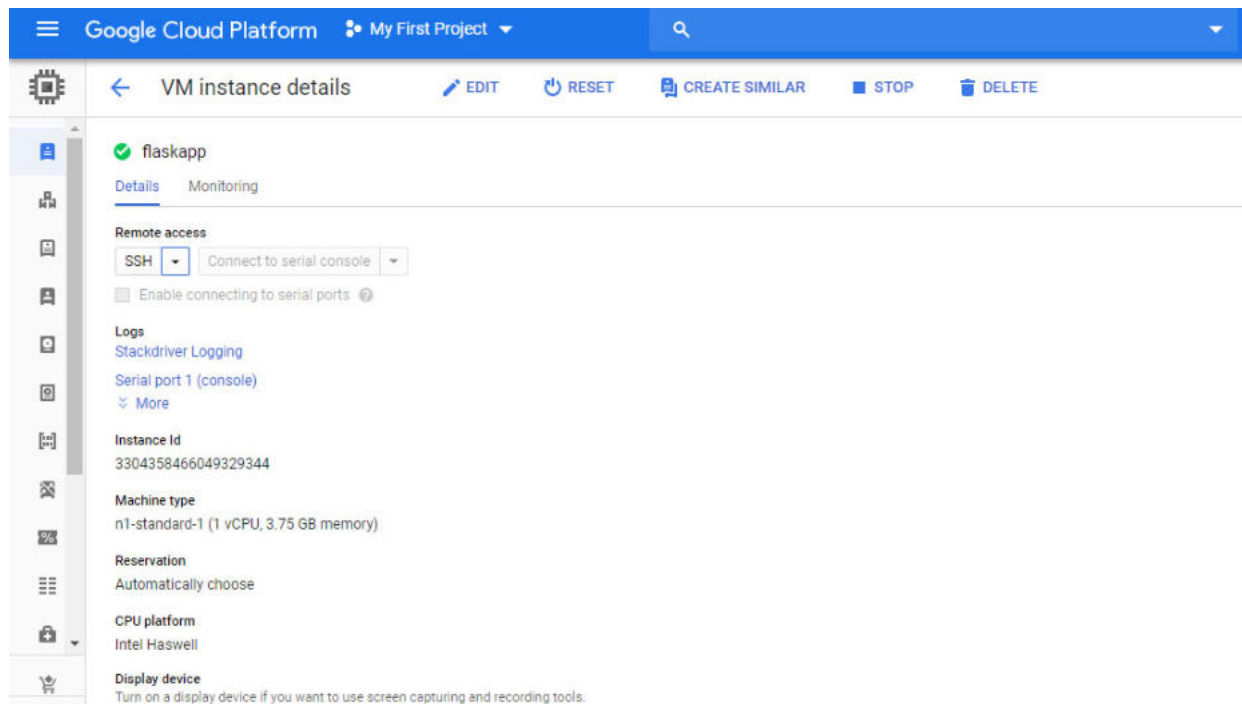 Google Cloud Platform My First Project
VM instance details EDIT RESET CREATE SIMILAR STOP DELETE
flaskapp
Details Monitoring
Remote access
SSH Connect to serial console
Enable connecting to serial ports
Logs
Stackdriver Logging
Serial port 1 (console)
More
Instance Id
3304358466049329344
Machine type
n1-standard-1 (1 vCPU, 3.75 GB memory)
Reservation
Automatically choose
CPU platform
Intel Haswell
Display device
Turn on a display device if you want to use screen capturing and recording tools.